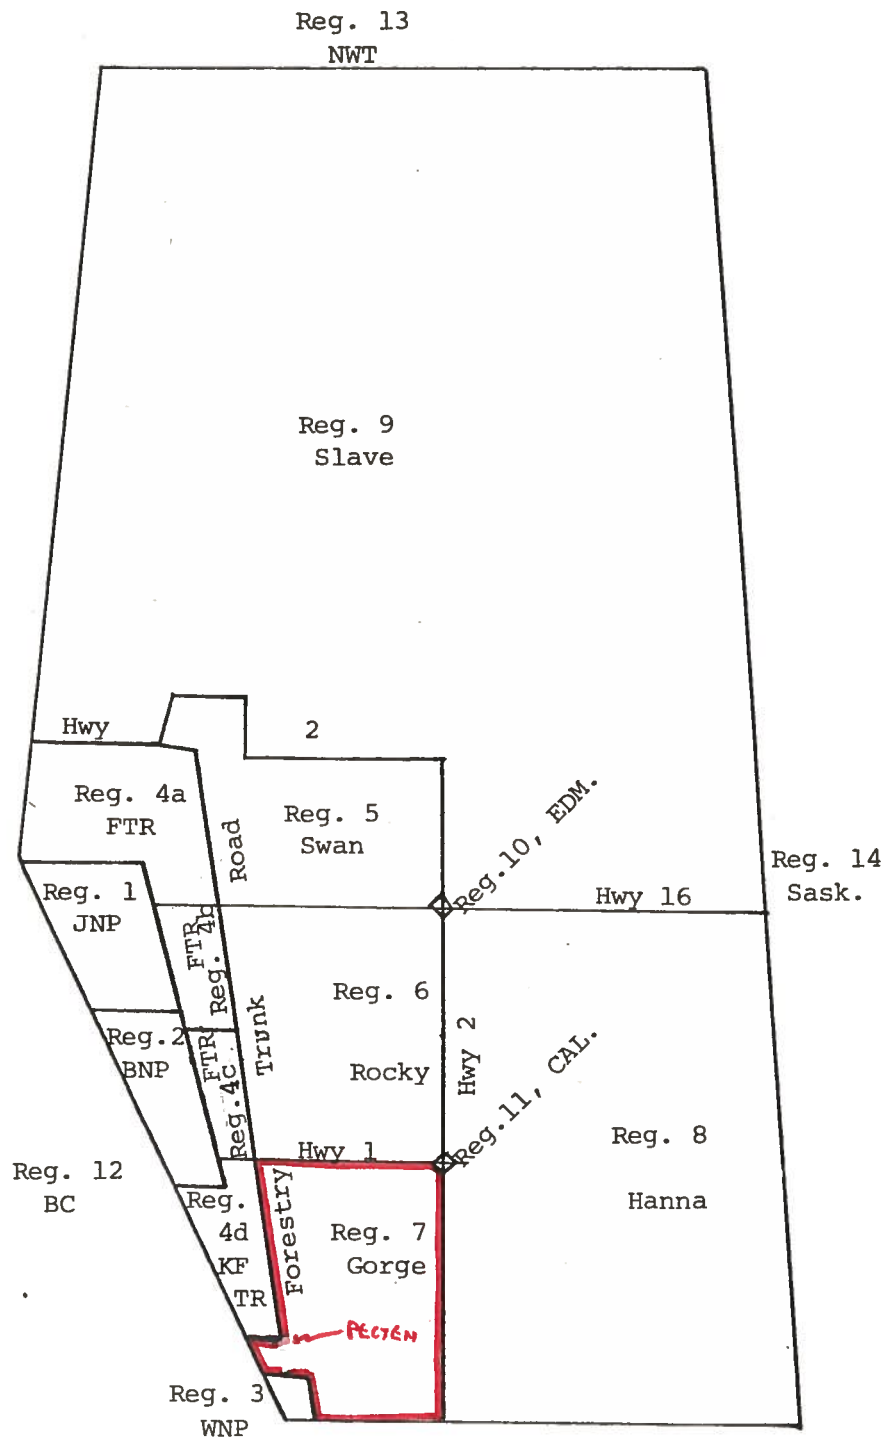 Reg. 13
NWT
Reg. 9
Slave
Hwy
2
Reg. 4a
FTR
Reg. 5
Swan
Road
Reg.10, EDM.
Reg. 14
Sask.
Reg. 1
JNP
Hwy 16
FTR
Reg. 4b
Reg. 6
Rocky
Trunk
Hwy 2
Reg.2
BNP
FTR
Reg.4c
Reg.11, CAL.
Reg. 8
Hanna
Hwy 1
Reg. 12
BC
Reg.
4d
KF
TR
Forestry
Reg. 7
Gorge
PECTEN
Reg. 3
WNP